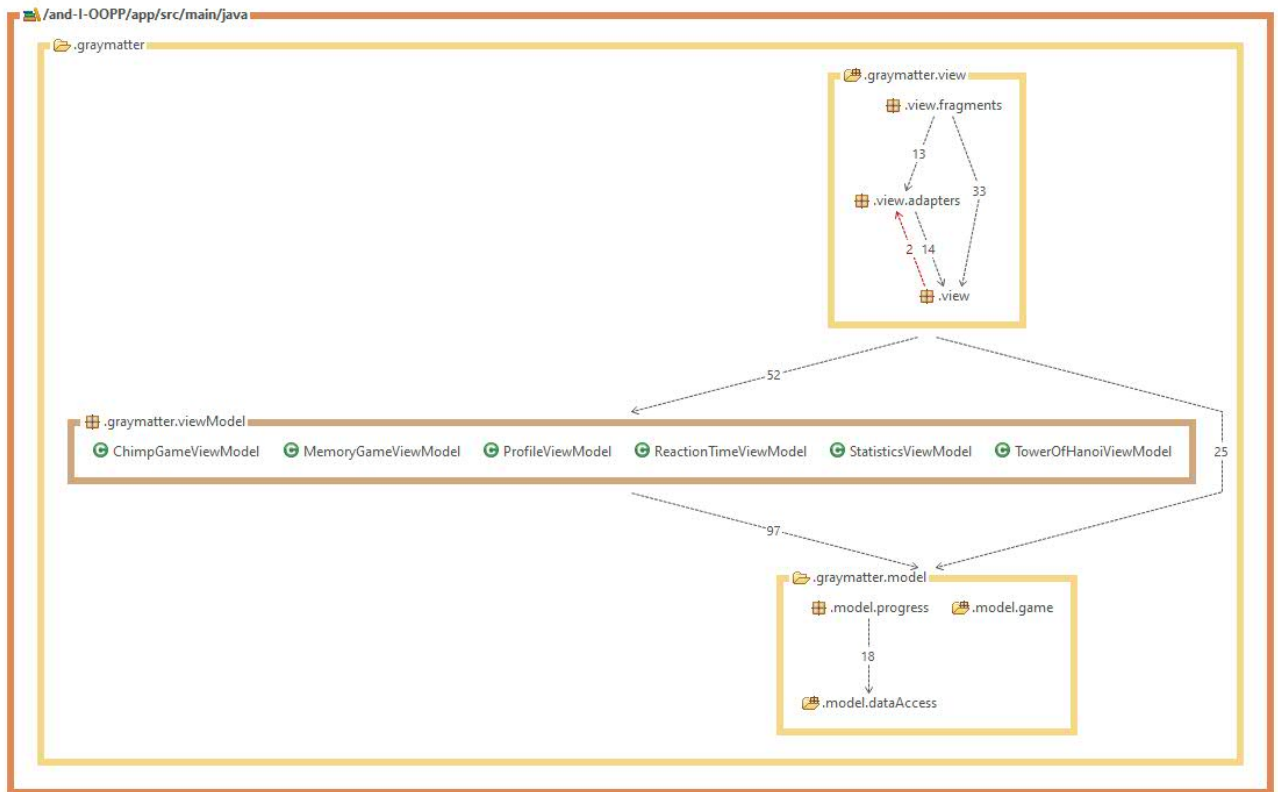 /and-I-OOPP/app/src/main/java
.graymatter
.graymatter.view
.view.fragments
13
33
.view.adapters
2 14
.view
52
25
.graymatter.viewModel
ChimpGameViewModel MemoryGameViewModel ProfileViewModel ReactionTimeViewModel StatisticsViewModel TowerOfHanoiViewModel
97
.graymatter.model
.model.progress .model.game
18
.model.dataAccess